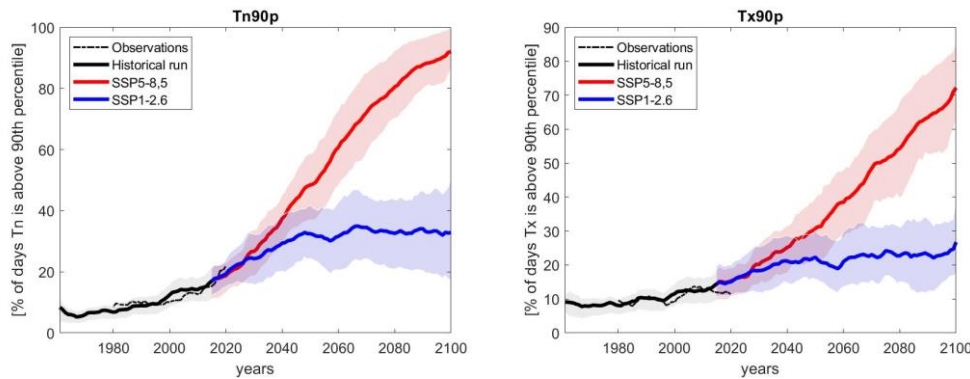 Tn90p
[% of days Tn is above 90th percentile]
100
80
60
40
20
0
Observations
Historical run
SSP5-8,5
SSP1-2.6
1980 2000 2020 2040 2060 2080 2100
years
Tx90p
[% of days Tx is above 90th percentile]
90
80
70
60
50
40
30
20
10
0
Observations
Historical run
SSP5-8,5
SSP1-2.6
1980 2000 2020 2040 2060 2080 2100
years